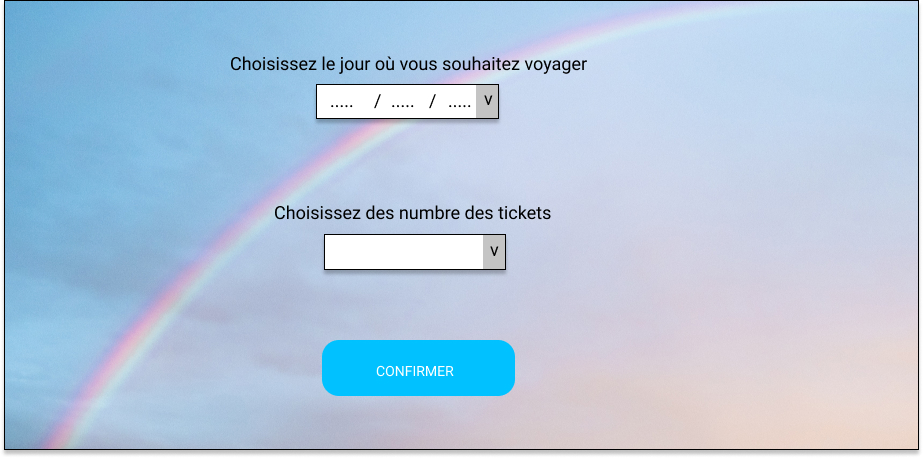 Choisissez le jour où vous souhaitez voyager
..... / ..... / ..... v
Choisissez des numbre des tickets
v
CONFIRMER